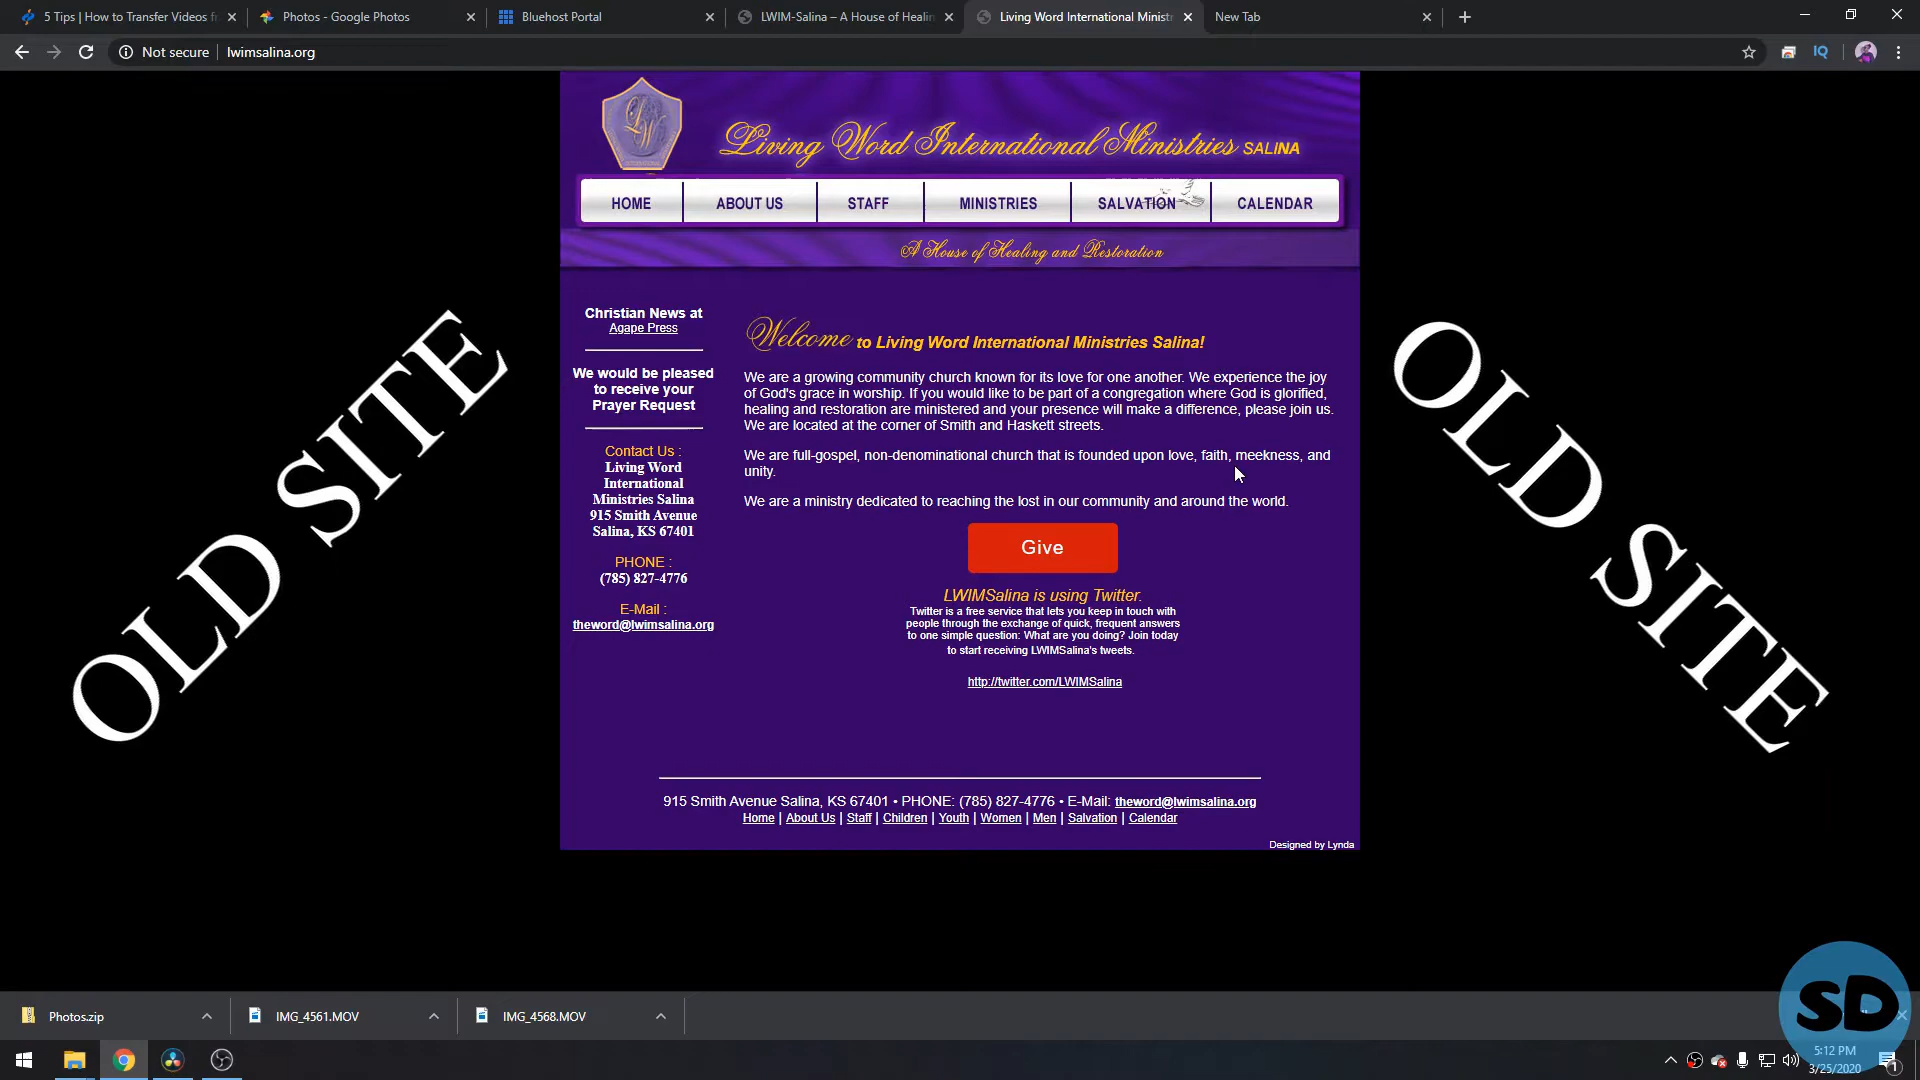 5 Tips | How to Transfer Videos f
Photos - Google Photos
Bluehost Portal
LWIM-Salina – A House of Healin
Living Word International Ministr
New Tab
Not secure
lwimsalina.org
IQ
LW
Living Word International Ministries SALINA
HOME
ABOUT US
STAFF
MINISTRIES
SALVATION
CALENDAR
A House of Healing and Restoration
OLD SITE
OLD SITE
Christian News at
Agape Press
We would be pleased
to receive your
Prayer Request
Contact Us :
Living Word
International
Ministries Salina
915 Smith Avenue
Salina, KS 67401
PHONE :
(785) 827-4776
E-Mail :
theword@lwimsalina.org
Welcome to Living Word International Ministries Salina!
We are a growing community church known for its love for one another. We experience the joy
of God's grace in worship. If you would like to be part of a congregation where God is glorified,
healing and restoration are ministered and your presence will make a difference, please join us.
We are located at the corner of Smith and Haskett streets.
We are full-gospel, non-denominational church that is founded upon love, faith, meekness, and
unity.
We are a ministry dedicated to reaching the lost in our community and around the world.
Give
LWIMSalina is using Twitter.
Twitter is a free service that lets you keep in touch with
people through the exchange of quick, frequent answers
to one simple question: What are you doing? Join today
to start receiving LWIMSalina's tweets.
http://twitter.com/LWIMSalina
915 Smith Avenue Salina, KS 67401 • PHONE: (785) 827-4776 • E-Mail: theword@lwimsalina.org
Home | About Us | Staff | Children | Youth | Women | Men | Salvation | Calendar
Designed by Lynda
Photos.zip
IMG_4561.MOV
IMG_4568.MOV
SD
5:12 PM
3/25/2020
1